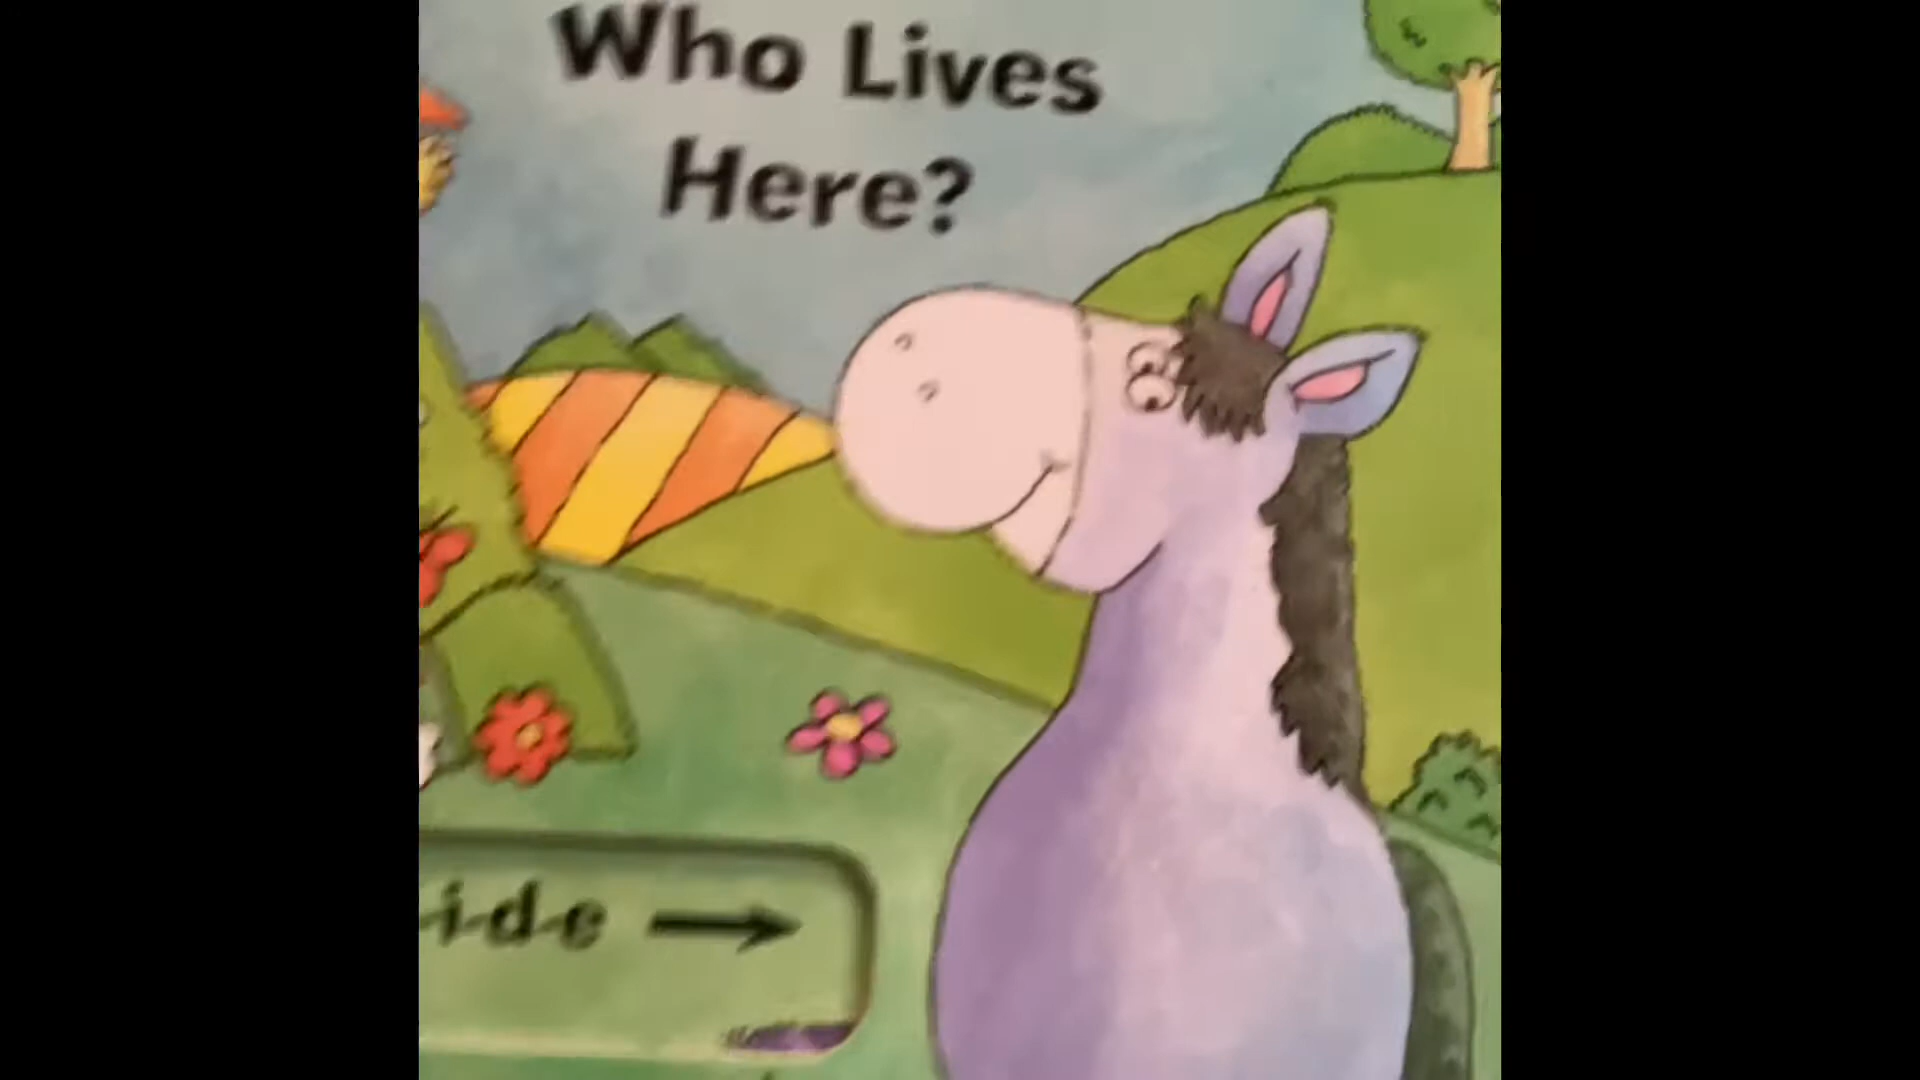 Who Lives
Here?
ide →